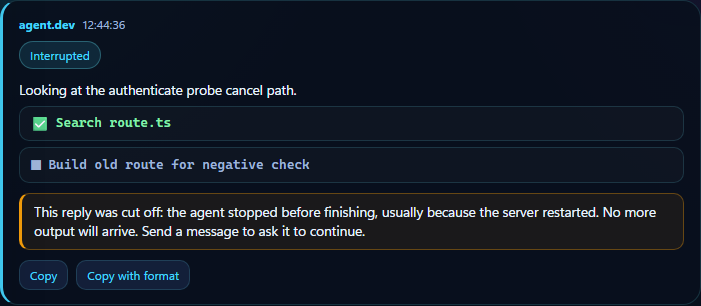 agent.dev 12:44:36
Interrupted
Looking at the authenticate probe cancel path.
✅ Search route.ts
■ Build old route for negative check
This reply was cut off: the agent stopped before finishing, usually because the server restarted. No more
output will arrive. Send a message to ask it to continue.
Copy Copy with format